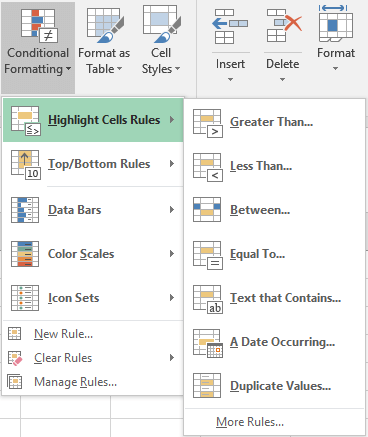 Conditional
Formatting
Format as
Table
Cell
Styles
Insert
Delete
Format
Highlight Cells Rules
Top/Bottom Rules
10
Data Bars
Color Scales
Icon Sets
New Rule...
Clear Rules
Manage Rules...
Greater Than...
>
Less Than...
<
Between...
Equal To...
=
Text that Contains...
ab
A Date Occurring...
Duplicate Values...
More Rules...